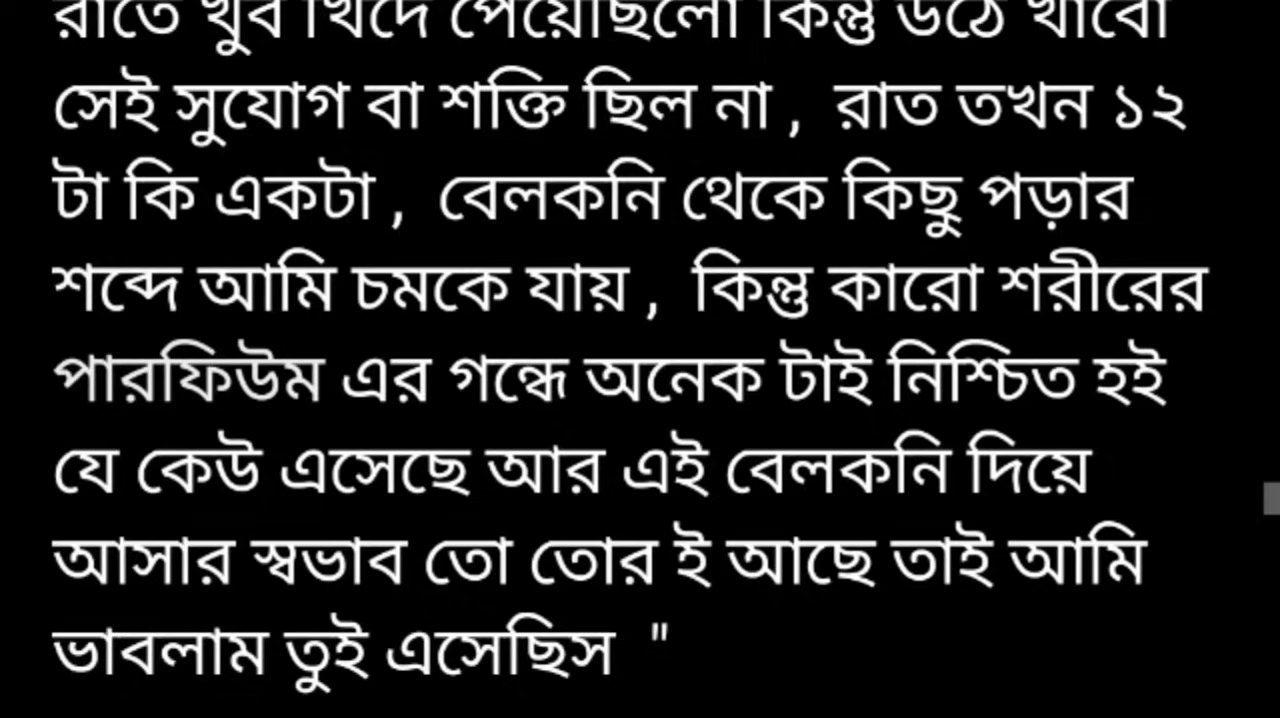 রাতে খুব খিদে পেয়েছিলো কিন্তু উঠে খাবো
সেই সুযোগ বা শক্তি ছিল না , রাত তখন ১২
টা কি একটা , বেলকনি থেকে কিছু পড়ার
শব্দে আমি চমকে যায় , কিন্তু কারো শরীরের
পারফিউম এর গন্ধে অনেক টাই নিশ্চিত হই
যে কেউ এসেছে আর এই বেলকনি দিয়ে
আসার স্বভাব তো তোর ই আছে তাই আমি
ভাবলাম তুই এসেছিস "